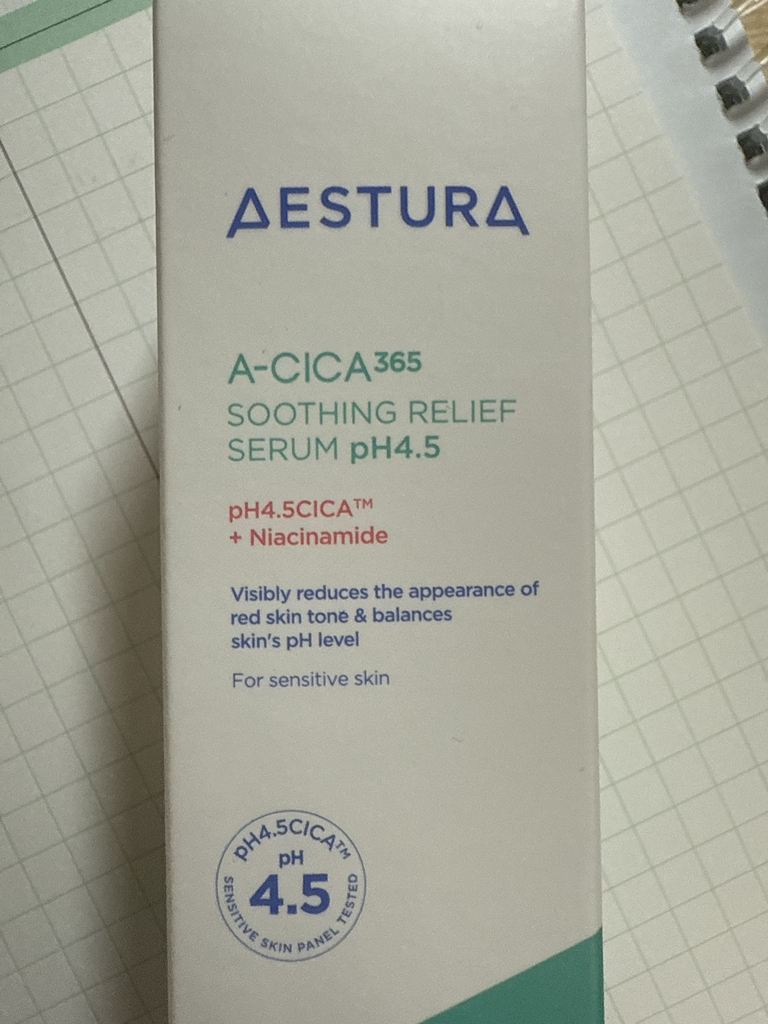 AESTURA
A-CICA³⁶⁵
SOOTHING RELIEF
SERUM pH4.5
pH4.5CICA™
+ Niacinamide
Visibly reduces the appearance of
red skin tone & balances
skin's pH level
For sensitive skin
pH4.5CICA™
pH
4.5
SENSITIVE SKIN PANEL TESTED